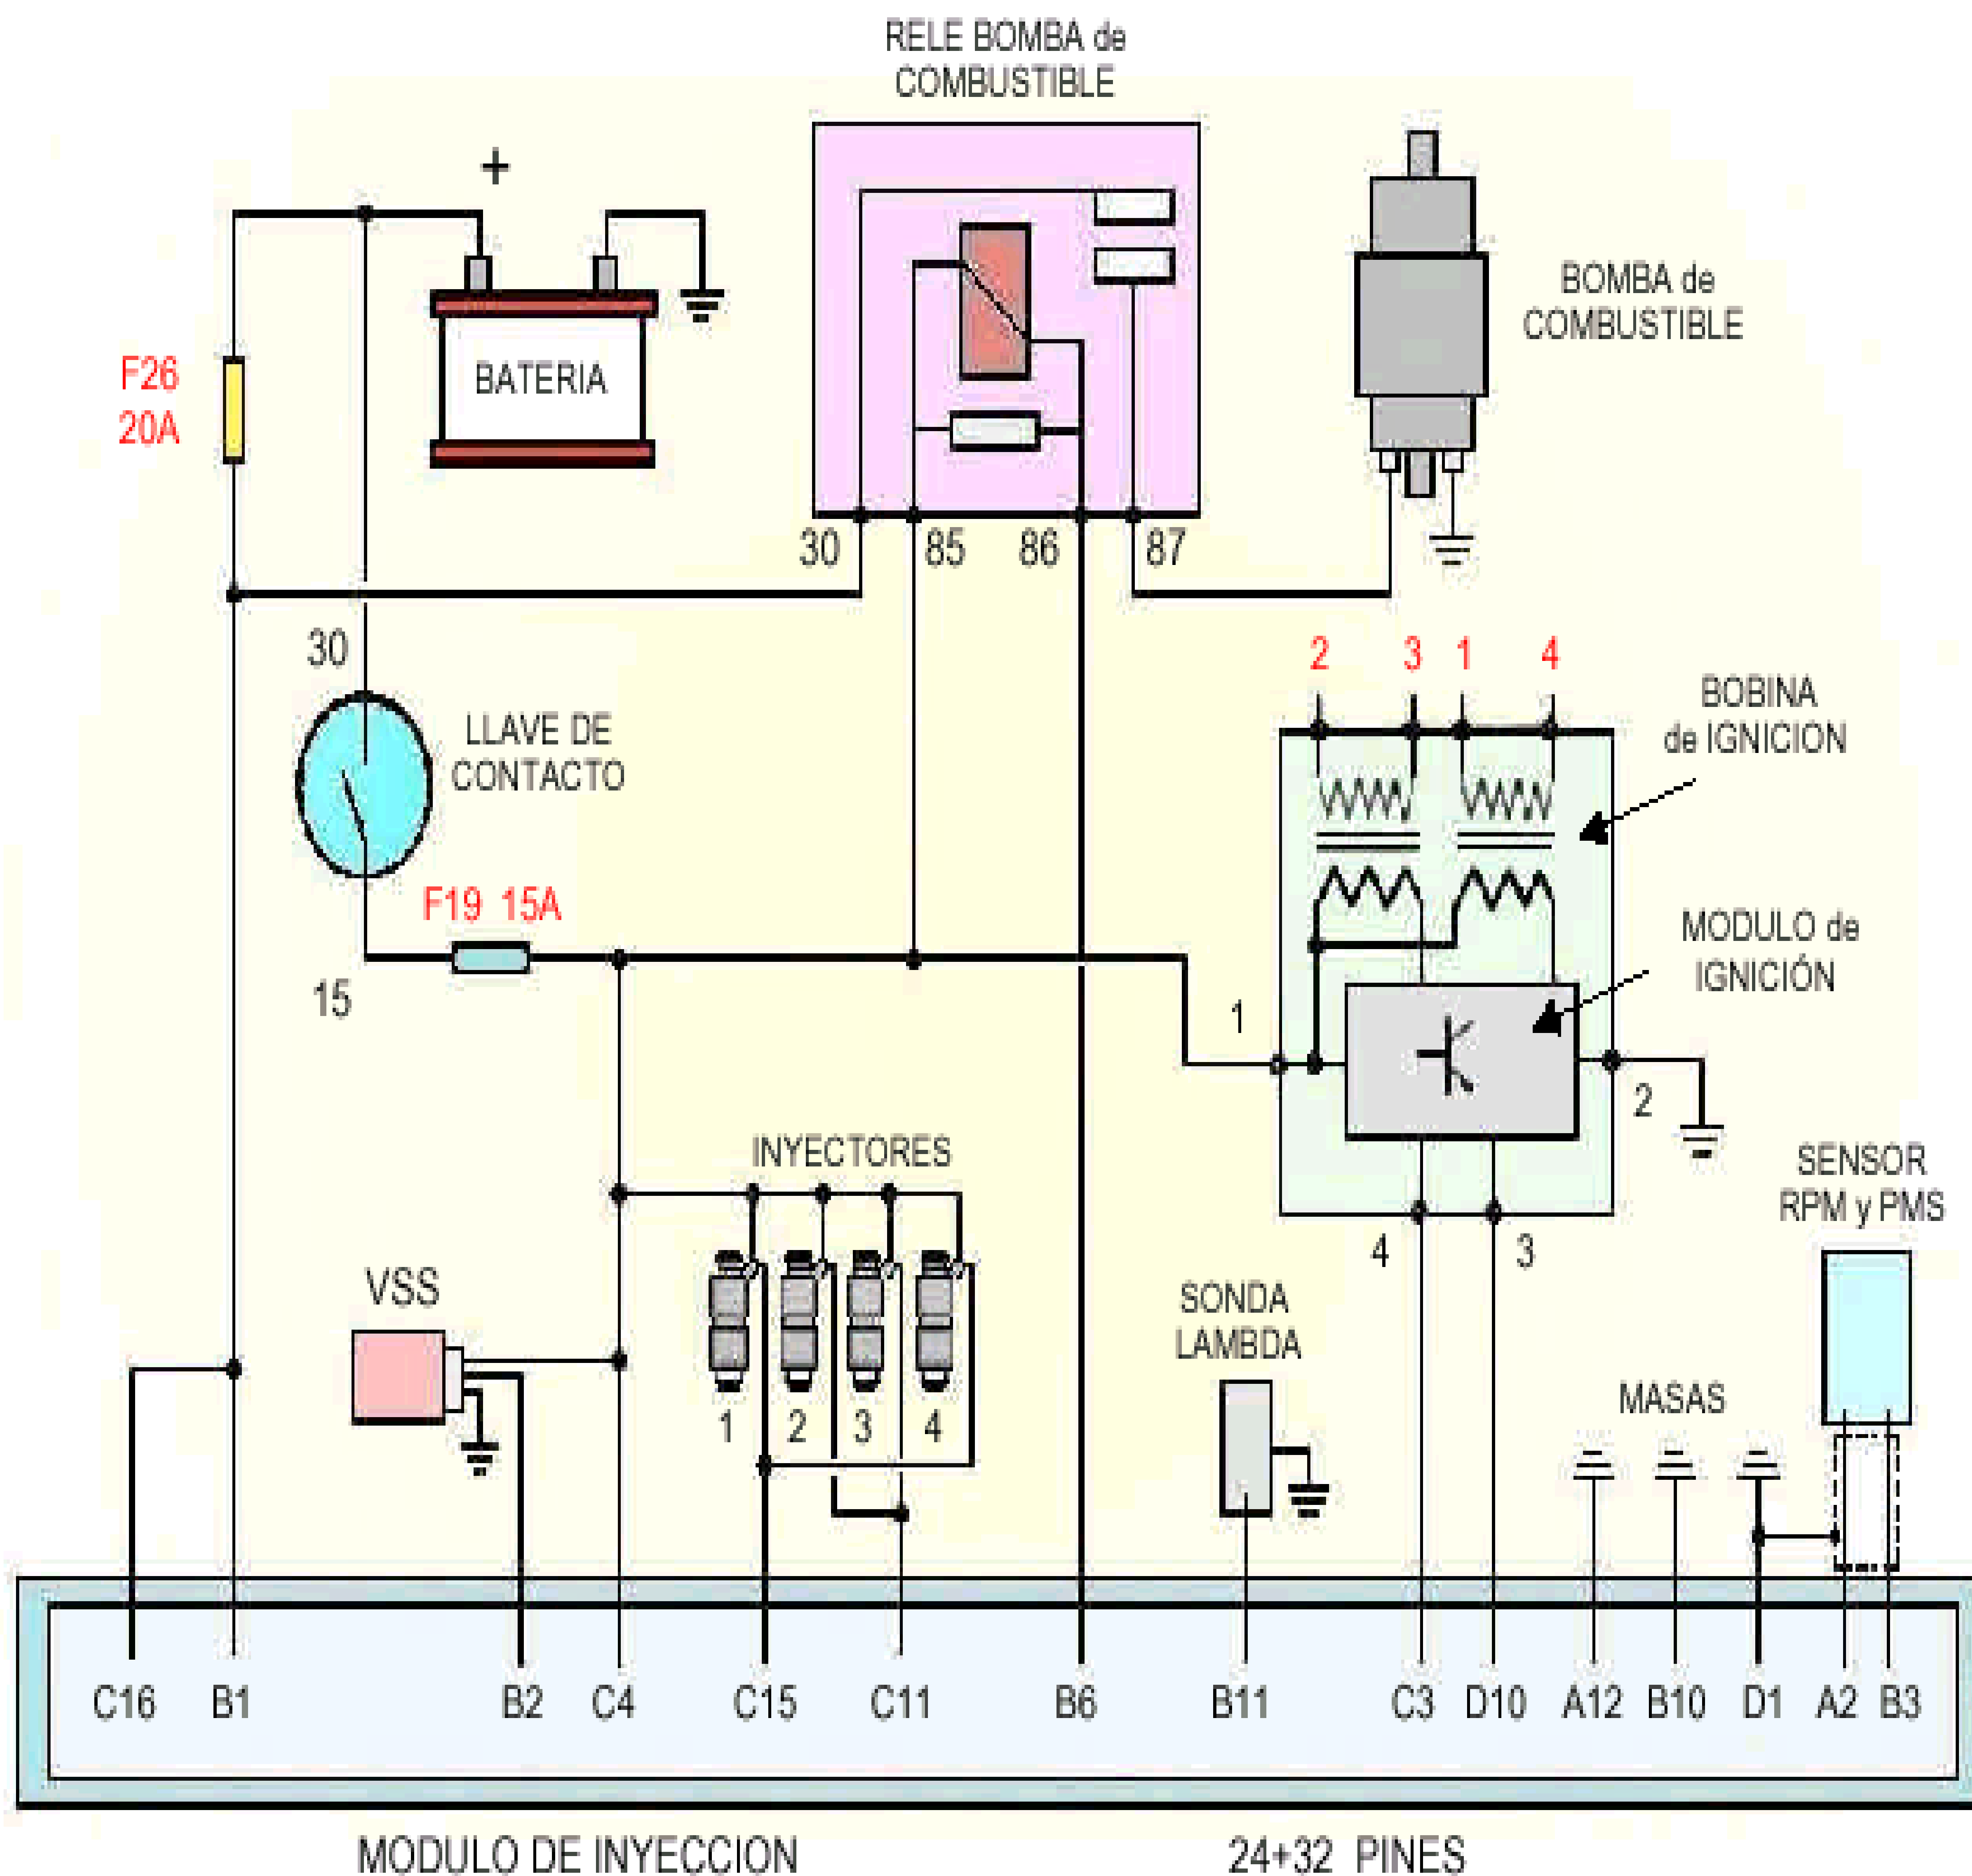 RELE BOMBA de
COMBUSTIBLE
+
BATERIA
F26
20A
BOMBA de
COMBUSTIBLE
30
85
86
87
30
LLAVE DE
CONTACTO
F19 15A
15
2
3
1
4
BOBINA
de IGNICION
MODULO de
IGNICIÓN
1
2
4
3
INYECTORES
1
2
3
4
VSS
SONDA
LAMBDA
MASAS
SENSOR
RPM y PMS
C16
B1
B2
C4
C15
C11
B6
B11
C3
D10
A12
B10
D1
A2
B3
MODULO DE INYECCION
24+32 PINES